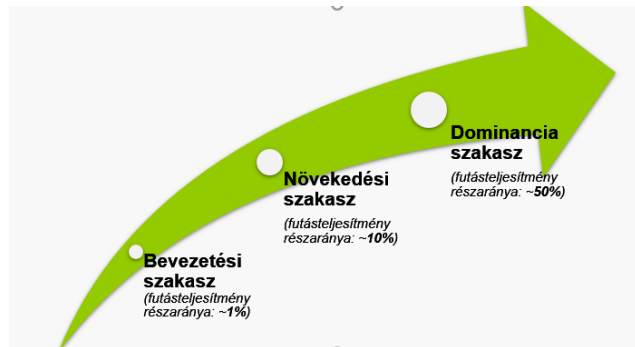 Dominancia
szakasz
(futásteljesítmény
részaránya: ~50%)
Növekedési
szakasz
(futásteljesítmény
részaránya: ~10%)
Bevezetési
szakasz
(futásteljesítmény
részaránya: ~1%)